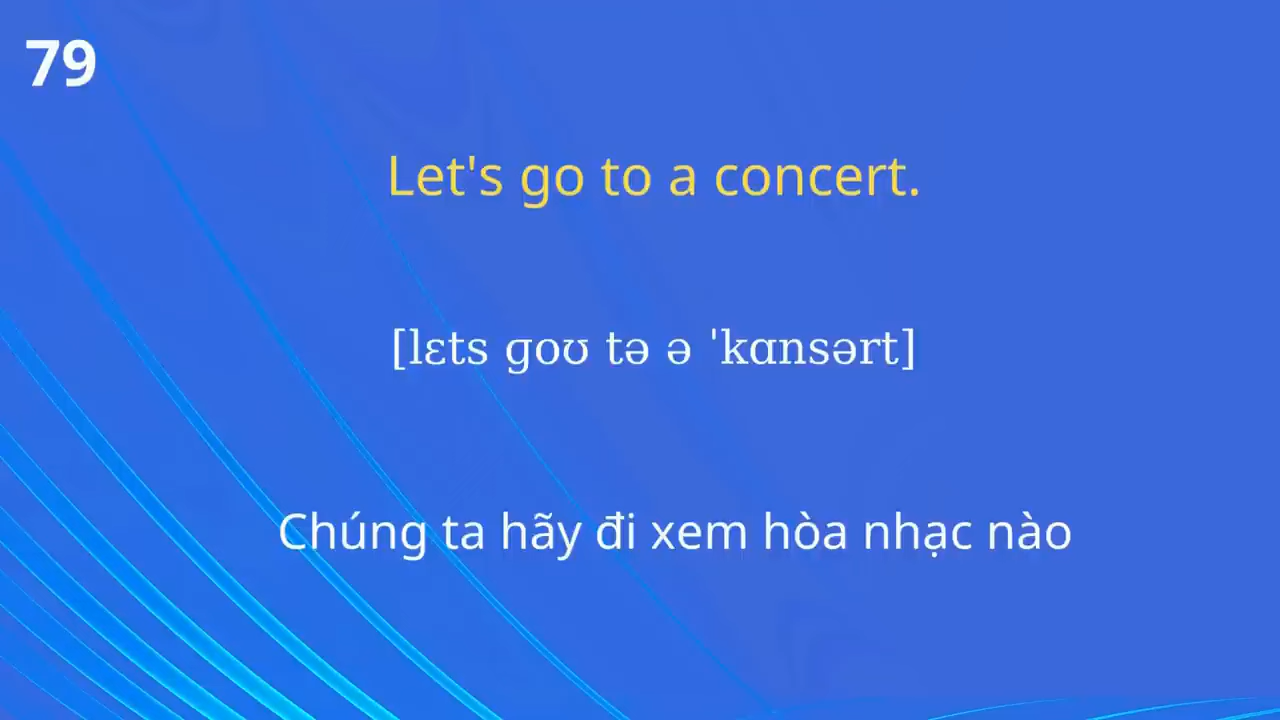 79
Let's go to a concert.
[lɛts ɡoʊ tə ə ˈkɑnsərt]
Chúng ta hãy đi xem hòa nhạc nào